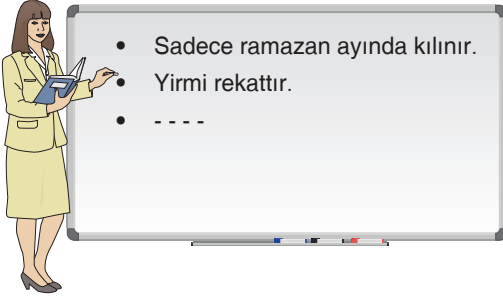 • Sadece ramazan ayında kılınır.
• Yirmi rekattır.
• - - - -